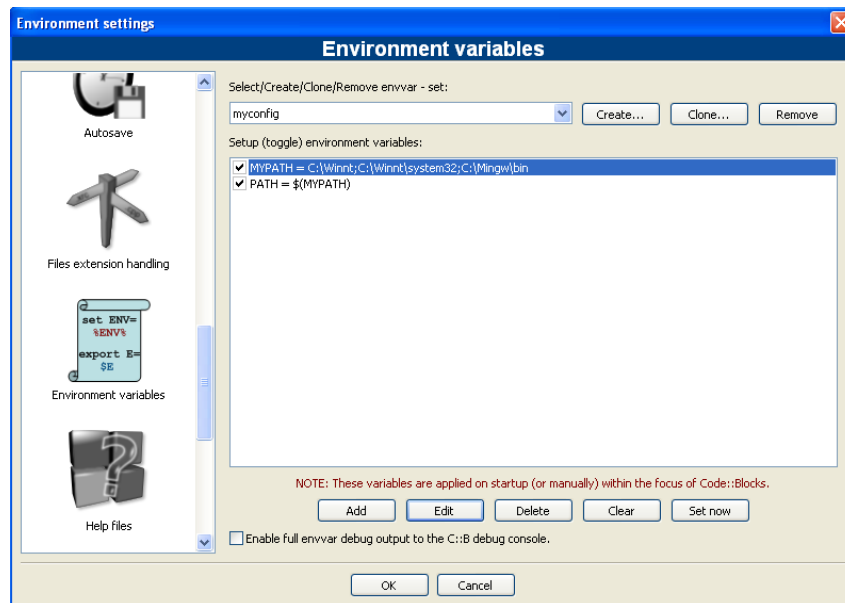 Environment settings
Environment variables
Autosave
Files extension handling
set ENV=
%ENV%
export E=
$E
Environment variables
?
Help files
Select/Create/Clone/Remove envvar - set:
myconfig
Create...
Clone...
Remove
Setup (toggle) environment variables:
MYPATH = C:\Winnt;C:\Winnt\system32;C:\Mingw\bin
PATH = $(MYPATH)
NOTE: These variables are applied on startup (or manually) within the focus of Code::Blocks.
Add
Edit
Delete
Clear
Set now
Enable full envvar debug output to the C::B debug console.
OK
Cancel